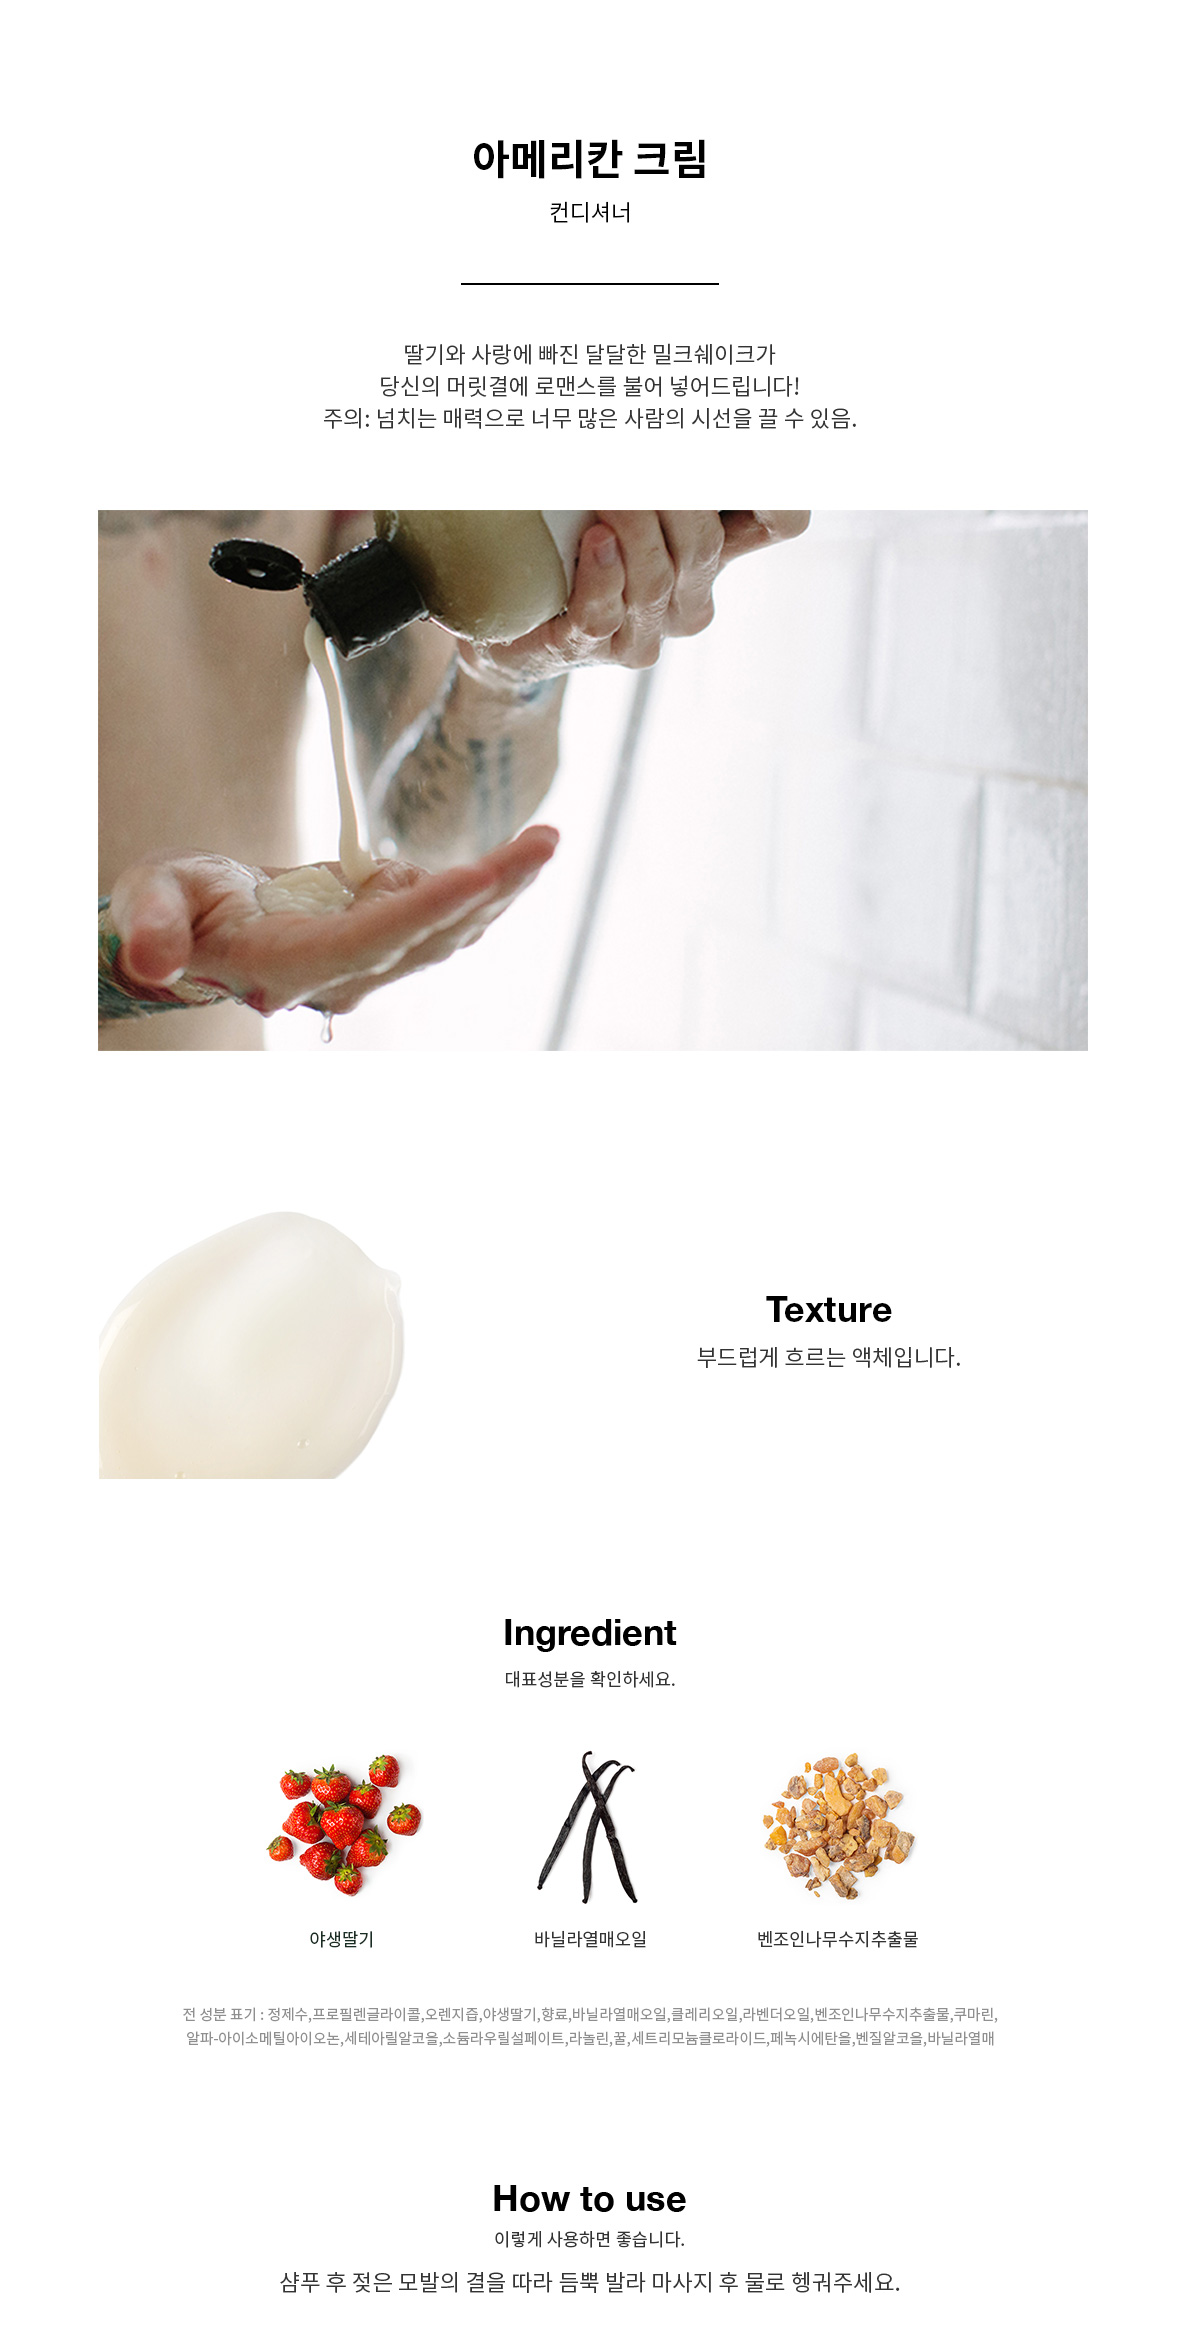 아메리칸 크림
컨디셔너
딸기와 사랑에 빠진 달달한 밀크쉐이크가
당신의 머릿결에 로맨스를 불어 넣어드립니다!
주의: 넘치는 매력으로 너무 많은 사람의 시선을 끌 수 있음.
Texture
부드럽게 흐르는 액체입니다.
Ingredient
대표성분을 확인하세요.
야생딸기
바닐라열매오일
벤조인나무수지추출물
전 성분 표기 : 정제수,프로필렌글라이콜,오렌지즙,야생딸기,향료,바닐라열매오일,클레리오일,라벤더오일,벤조인나무수지추출물,쿠마린,
알파-아이소메틸아이오논,세테아릴알코올,소듐라우릴설페이트,라놀린,꿀,세트리모늄클로라이드,페녹시에탄올,벤질알코올,바닐라열매
How to use
이렇게 사용하면 좋습니다.
샴푸 후 젖은 모발의 결을 따라 듬뿍 발라 마사지 후 물로 헹궈주세요.